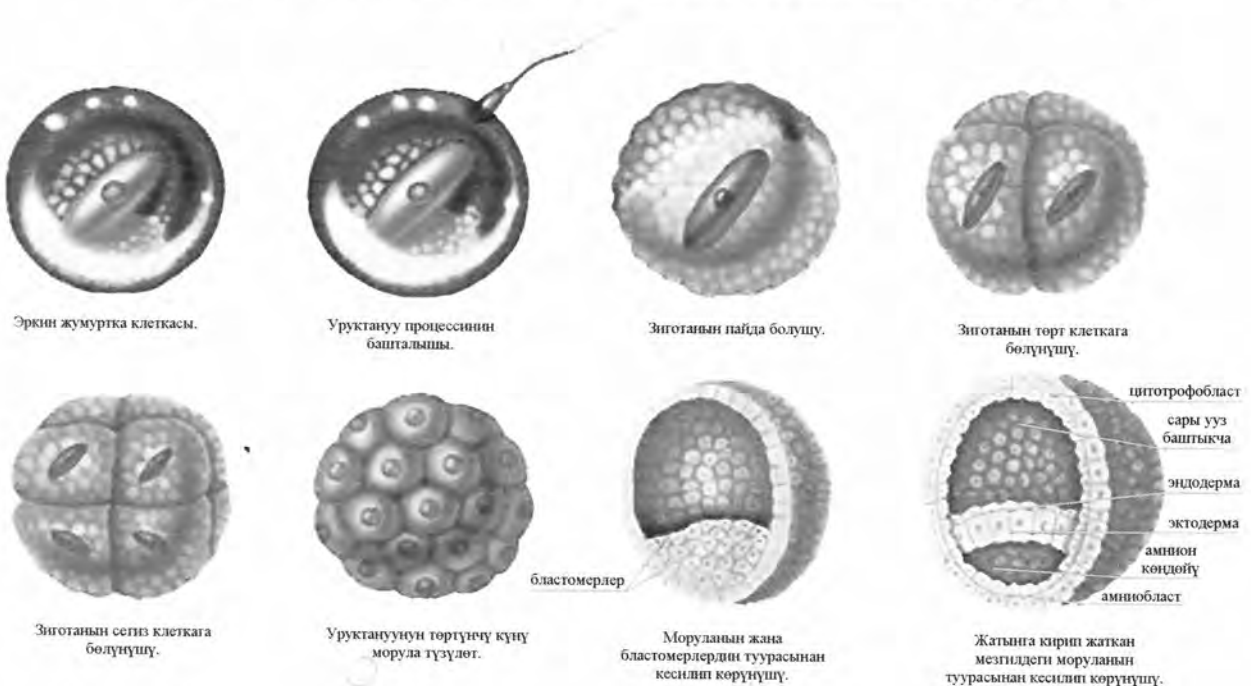 Эркин жумуртка клеткасы.
Уруктануу процессинин
башталышы.
Зиготанын пайда болушу.
Зиготанын төрт клеткага
бөлүнүшү.
цитотрофобласт
сары ууз
баштыкча
эндодерма
эктодерма
амнион
көңдөйү
амниобласт
бластомерлер
Зиготанын сегиз клеткага
бөлүнүшү.
Уруктануунун төртүнчү күнү
морула түзүлөт.
Моруланын жана
бластомерлердин туурасынан
кесилип көрүнүшү.
Жатынга кирип жаткан
мезгилдеги моруланын
туурасынан кесилип көрүнүшү.